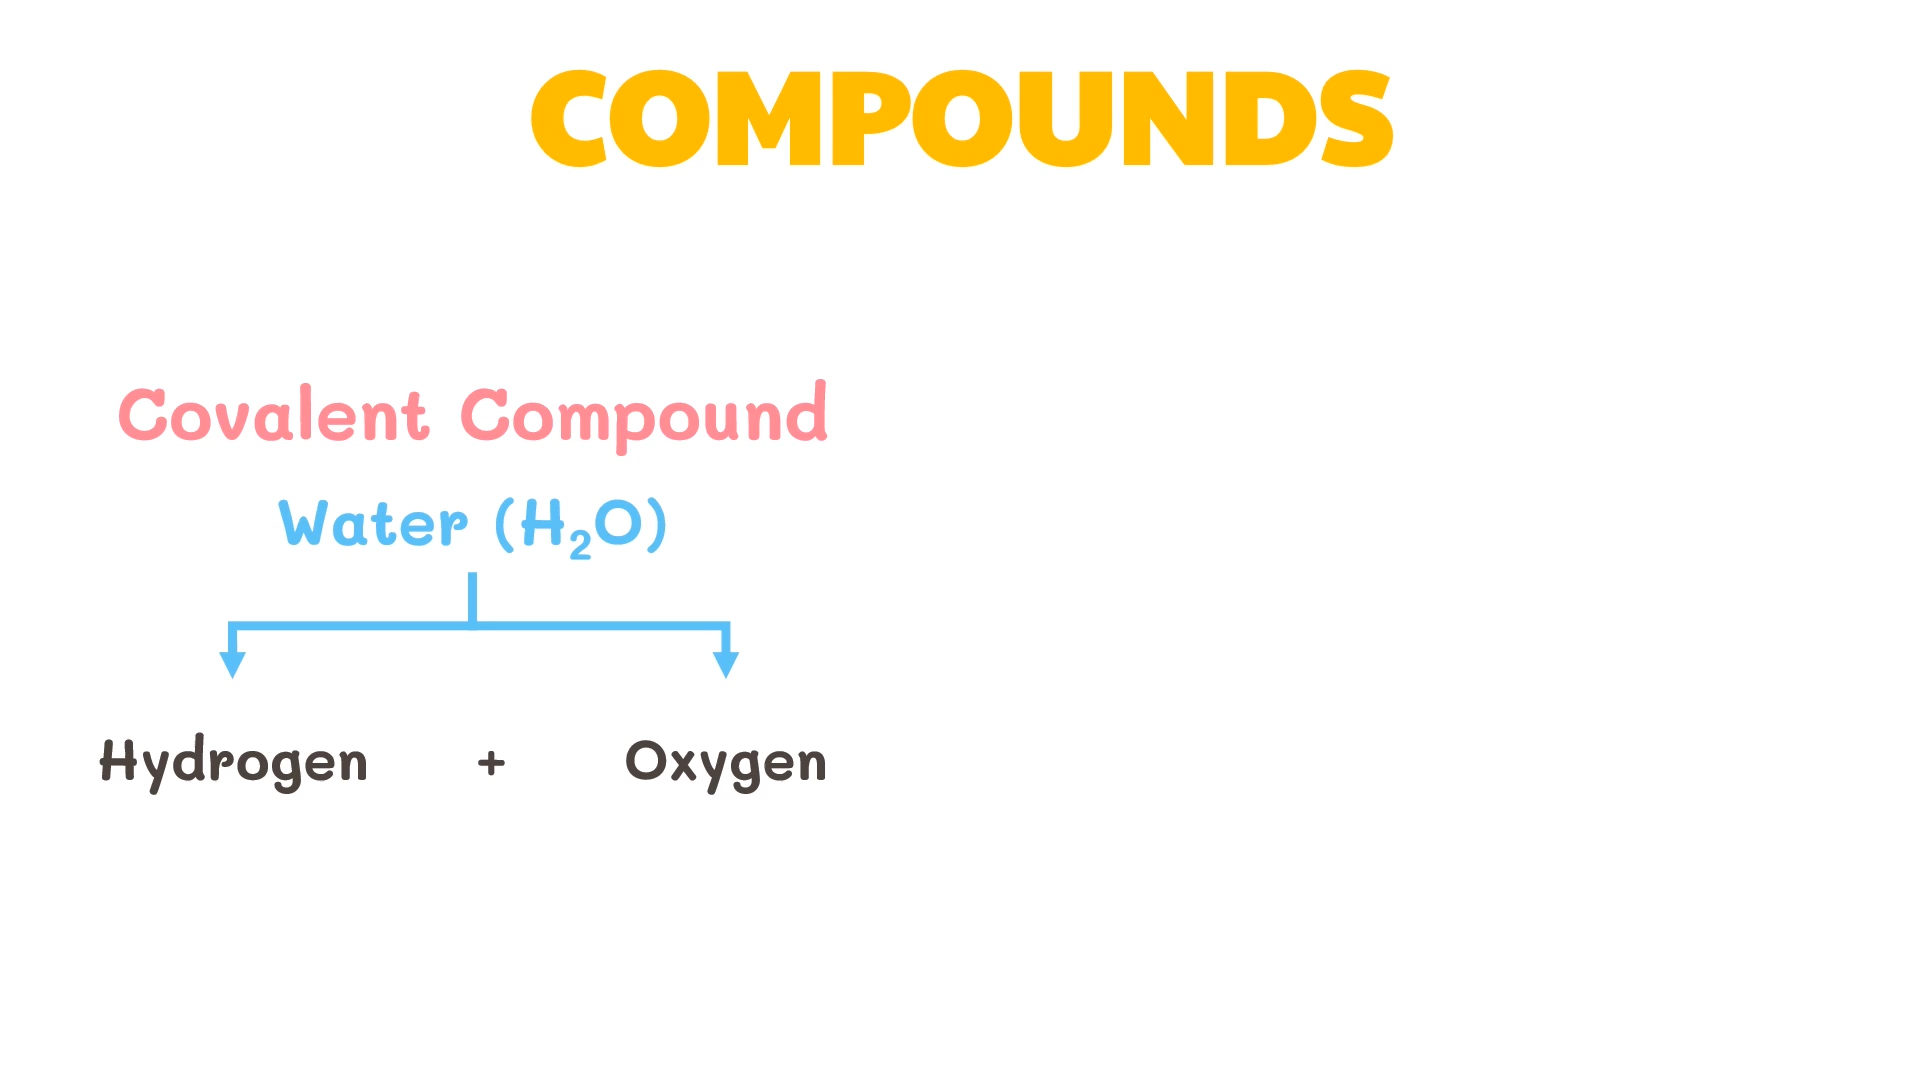 COMPOUNDS
Covalent Compound
Water (H₂O)
Hydrogen + Oxygen